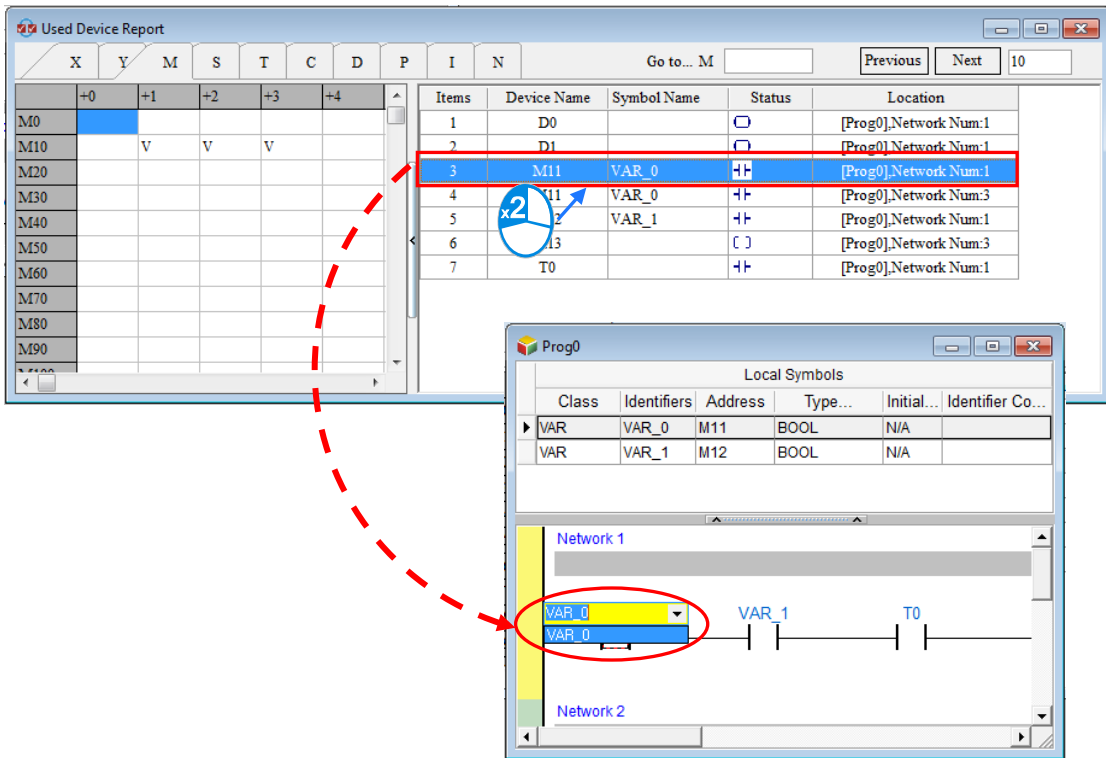 Used Device Report
X Y M S T C D P I N Go to... M Previous Next 10
+0 +1 +2 +3 +4
M0
M10 V V V
M20
M30
M40
M50
M60
M70
M80
M90
Items Device Name Symbol Name Status Location
1 D0 [Prog0],Network Num:1
2 D1 [Prog0],Network Num:1
3 M11 VAR_0 [Prog0],Network Num:1
4 M11 VAR_0 [Prog0],Network Num:3
5 VAR_1 [Prog0],Network Num:1
6 [Prog0],Network Num:3
7 T0 [Prog0],Network Num:1
x2
Prog0
Local Symbols
Class Identifiers Address Type... Initial... Identifier Co...
VAR VAR_0 M11 BOOL N/A
VAR VAR_1 M12 BOOL N/A
Network 1
VAR_0 VAR_1 T0
VAR_0
Network 2